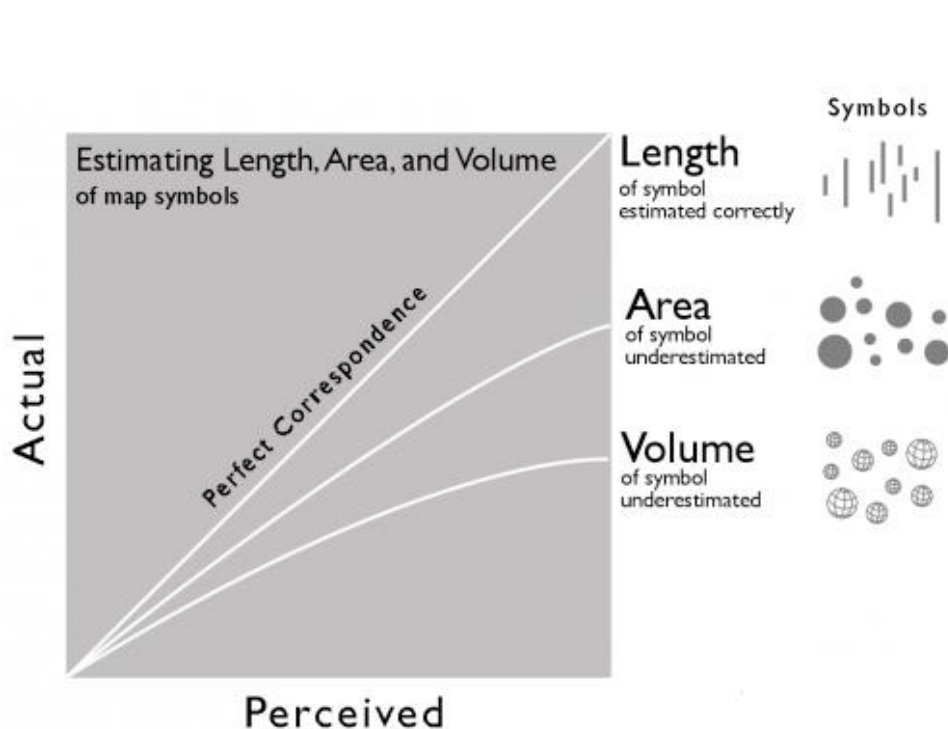 Symbols
Estimating Length, Area, and Volume
of map symbols
Length
of symbol
estimated correctly
Perfect Correspondence
Area
of symbol
underestimated
Actual
Volume
of symbol
underestimated
Perceived